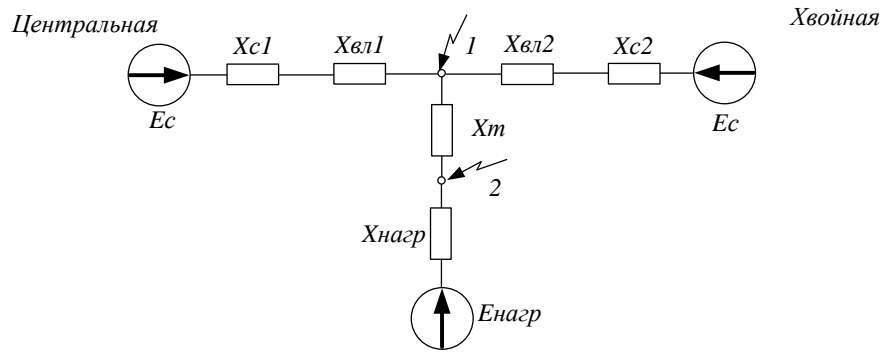 Центральная
Хвойная
Xc1
Xвл1
1
Xвл2
Xc2
Ec
Ec
Xт
2
Xнагр
Eнагр